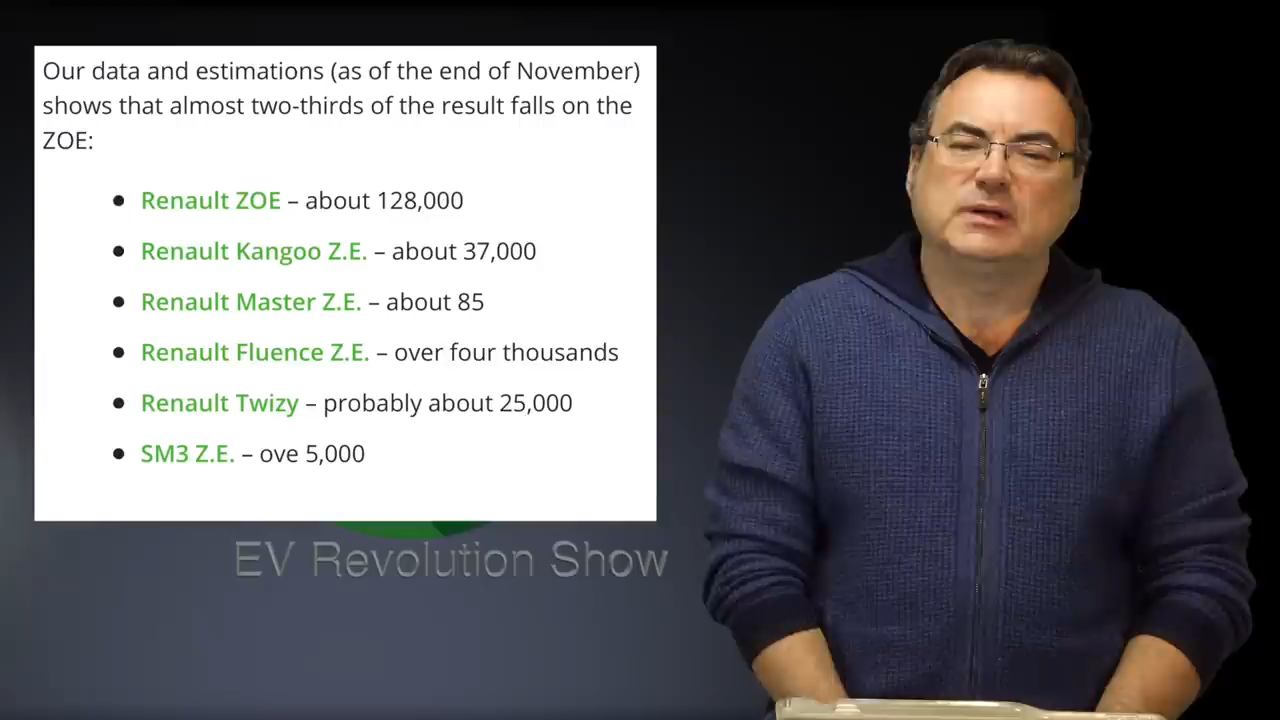 Our data and estimations (as of the end of November)
shows that almost two-thirds of the result falls on the
ZOE:
• Renault ZOE – about 128,000
• Renault Kangoo Z.E. – about 37,000
• Renault Master Z.E. – about 85
• Renault Fluence Z.E. – over four thousands
• Renault Twizy – probably about 25,000
• SM3 Z.E. – ove 5,000
EV Revolution Show